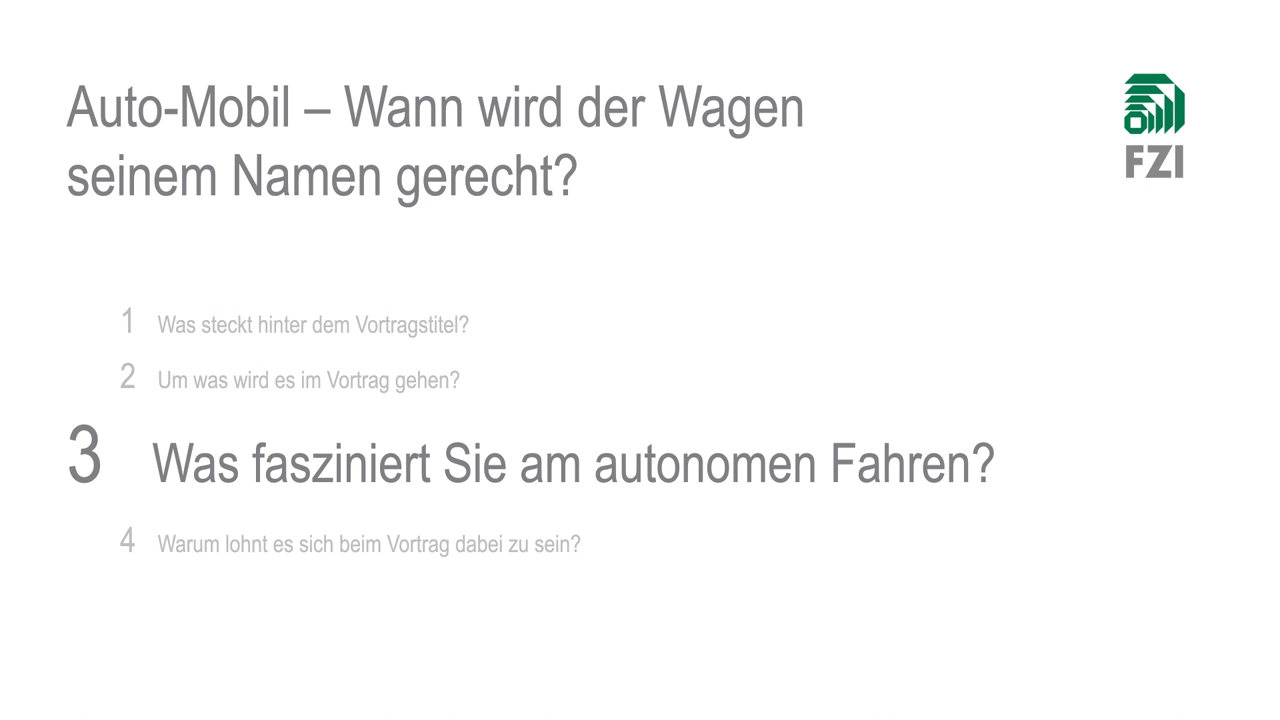 Auto-Mobil – Wann wird der Wagen
seinem Namen gerecht?
FZI
1 Was steckt hinter dem Vortragstitel?
2 Um was wird es im Vortrag gehen?
3 Was fasziniert Sie am autonomen Fahren?
4 Warum lohnt es sich beim Vortrag dabei zu sein?